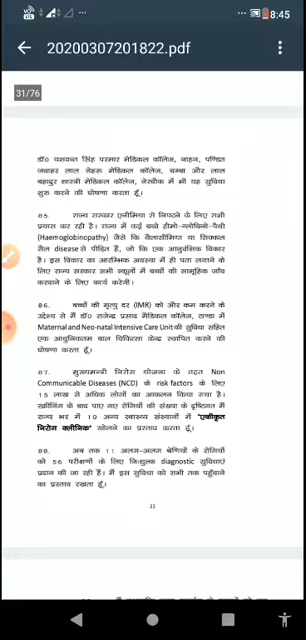 8:45
20200307201822.pdf
31/76
डॉ0 यशवन्त सिंह परमार मेडिकल कॉलेज, नाहन, पण्डित
जवाहर लाल नेहरू मेडिकल कॉलेज, चम्बा और लाल
बहादुर शास्त्री मेडिकल कॉलेज, नेरचौक में भी यह सुविधा
शुरू करने की घोषणा करता हूँ।
85. राज्य सरकार एनीमिया से निपटने के लिए सभी
प्रयास कर रही है। राज्य में कई बच्चे हीमो-ग्लोबिनो-पैथी
(Haemoglobinopathy) जैसे कि थैलासीमिया या सिक्कल
सैल disease से पीड़ित हैं, जो कि एक आनुवंशिक विकार
है। इस विकार का आरम्भिक अवस्था में ही पता लगाने के
लिए राज्य सरकार सभी स्कूलों में बच्चों की सामूहिक जाँच
करवाने के लिए कार्य करेगी।
86. बच्चों की मृत्यु दर (IMR) को और कम करने के
उद्देश्य से मैं डॉ0 राजेन्द्र प्रसाद मेडिकल कॉलेज, टाण्डा में
Maternal and Neo-natal Intensive Care Unit की सुविधा सहित
एक आधुनिकतम बाल चिकित्सा केन्द्र स्थापित करने की
घोषणा करता हूँ।
87. मुख्यमन्त्री निरोग योजना के तहत Non
Communicable Diseases (NCD) के risk factors के लिए
15 लाख से अधिक लोगों का आकलन किया गया है।
स्क्रीनिंग के बाद पाए गए रोगियों की संख्या के दृष्टिगत मैं
राज्य भर में 10 अन्य स्वास्थ्य संस्थानों में "एकीकृत
निरोग क्लीनिक" खोलने का प्रस्ताव करता हूँ।
88. अब तक 11 अलग-अलग श्रेणियों के रोगियों
को 56 परीक्षणों के लिए निःशुल्क diagnostic सुविधाएं
प्रदान की जा रही हैं। मैं इस सुविधा को सभी तक पहुँचाने
का प्रस्ताव रखता हूँ।
31